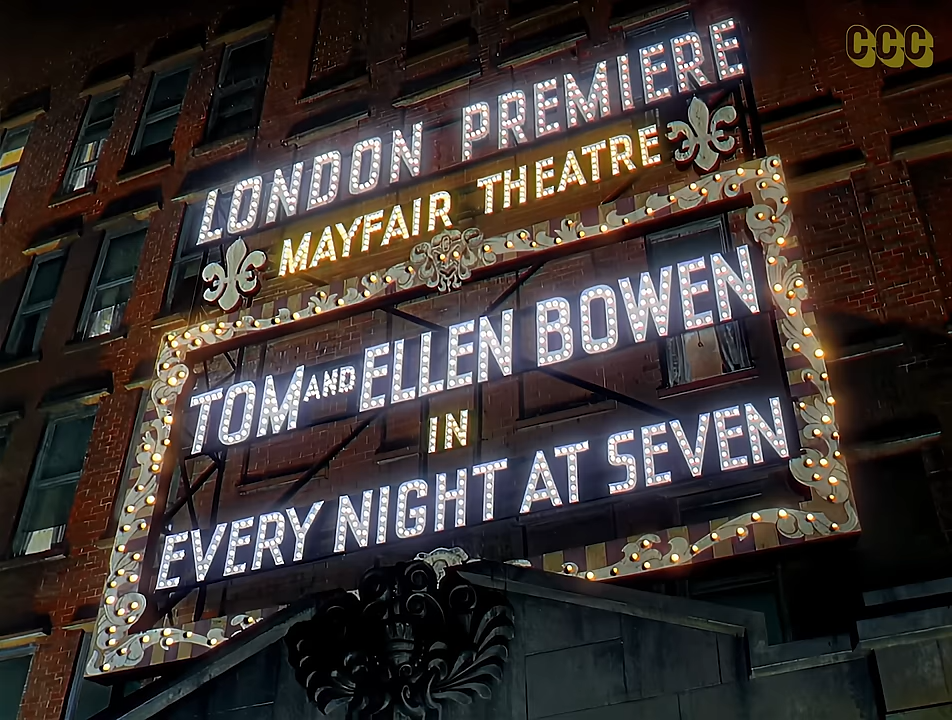 CCC
LONDON PREMIERE
MAYFAIR THEATRE
TOM AND ELLEN BOWEN
IN
EVERY NIGHT AT SEVEN